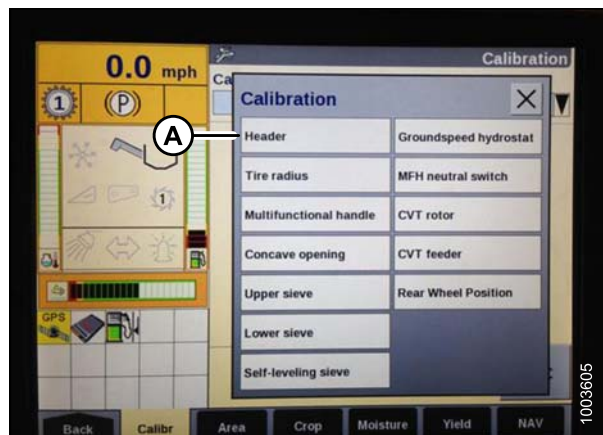 0.0 mph
Calibration
Ca
1
(P)
Calibration
X
A
Header
Groundspeed hydrostat
Tire radius
MFH neutral switch
Multifunctional handle
CVT rotor
1
Concave opening
CVT feeder
Upper sieve
Rear Wheel Position
GPS
Lower sieve
Self-leveling sieve
Back
Calibr
Area
Crop
Moisture
Yield
NAV
1003605